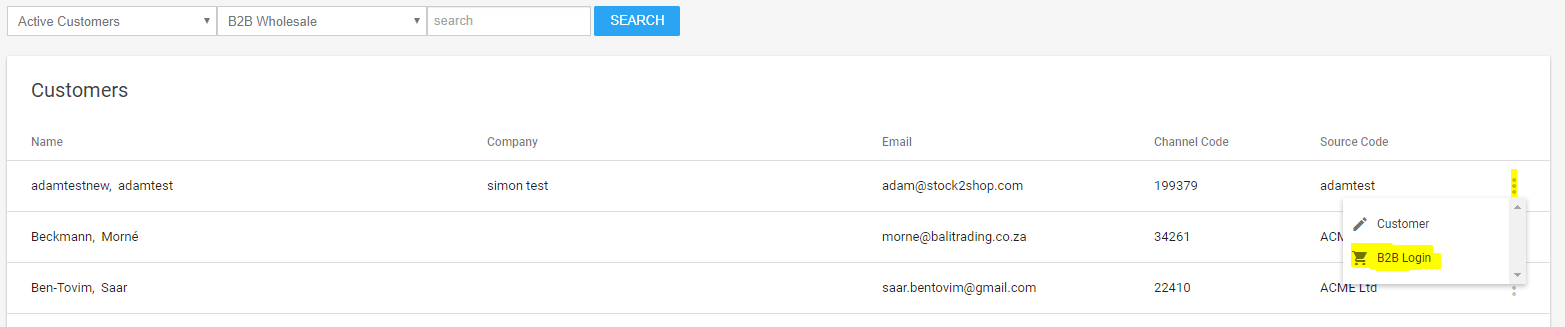 Active Customers B2B Wholesale search SEARCH
Customers
Name Company Email Channel Code Source Code
adamtestnew, adamtest simon test adam@stock2shop.com 199379 adamtest
Customer
Beckmann, Morné morne@balitrading.co.za 34261
B2B Login
Ben-Tovim, Saar saar.bentovim@gmail.com 22410 ACME Ltd